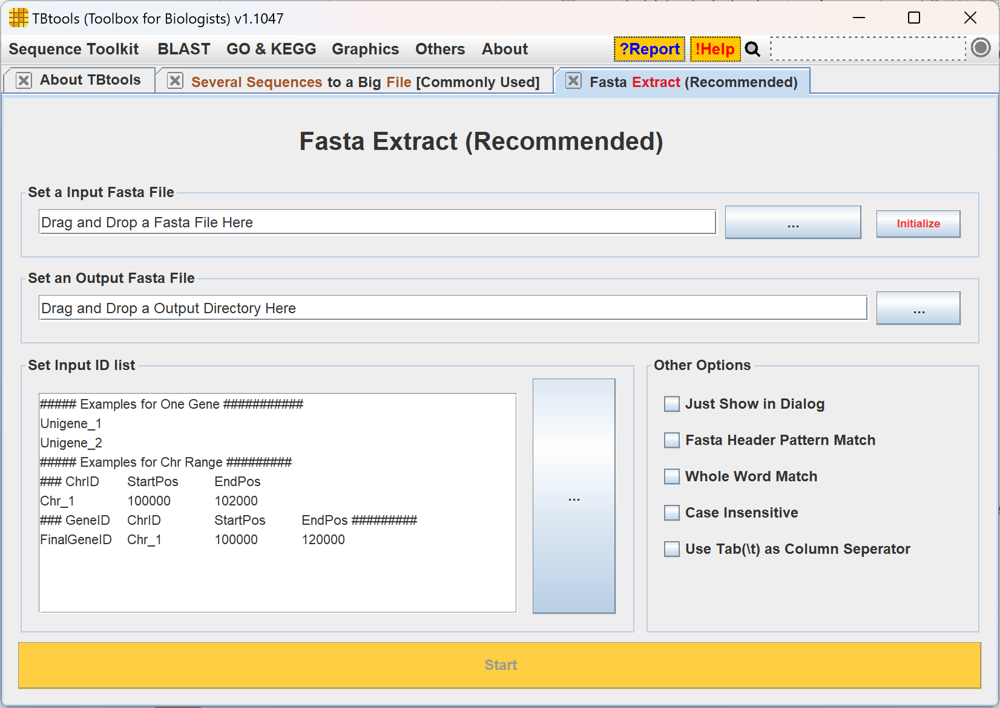 TBtools (Toolbox for Biologists) v1.1047
Sequence Toolkit BLAST GO & KEGG Graphics Others About ?Report !Help
About TBtools Several Sequences to a Big File [Commonly Used] Fasta Extract (Recommended)
Fasta Extract (Recommended)
Set a Input Fasta File
Drag and Drop a Fasta File Here ... Initialize
Set an Output Fasta File
Drag and Drop a Output Directory Here ...
Set Input ID list
##### Examples for One Gene ###########
Unigene_1
Unigene_2
##### Examples for Chr Range #########
### ChrID StartPos EndPos
Chr_1 100000 102000
### GeneID ChrID StartPos EndPos #########
FinalGeneID Chr_1 100000 120000
...
Other Options
Just Show in Dialog
Fasta Header Pattern Match
Whole Word Match
Case Insensitive
Use Tab(\t) as Column Seperator
Start